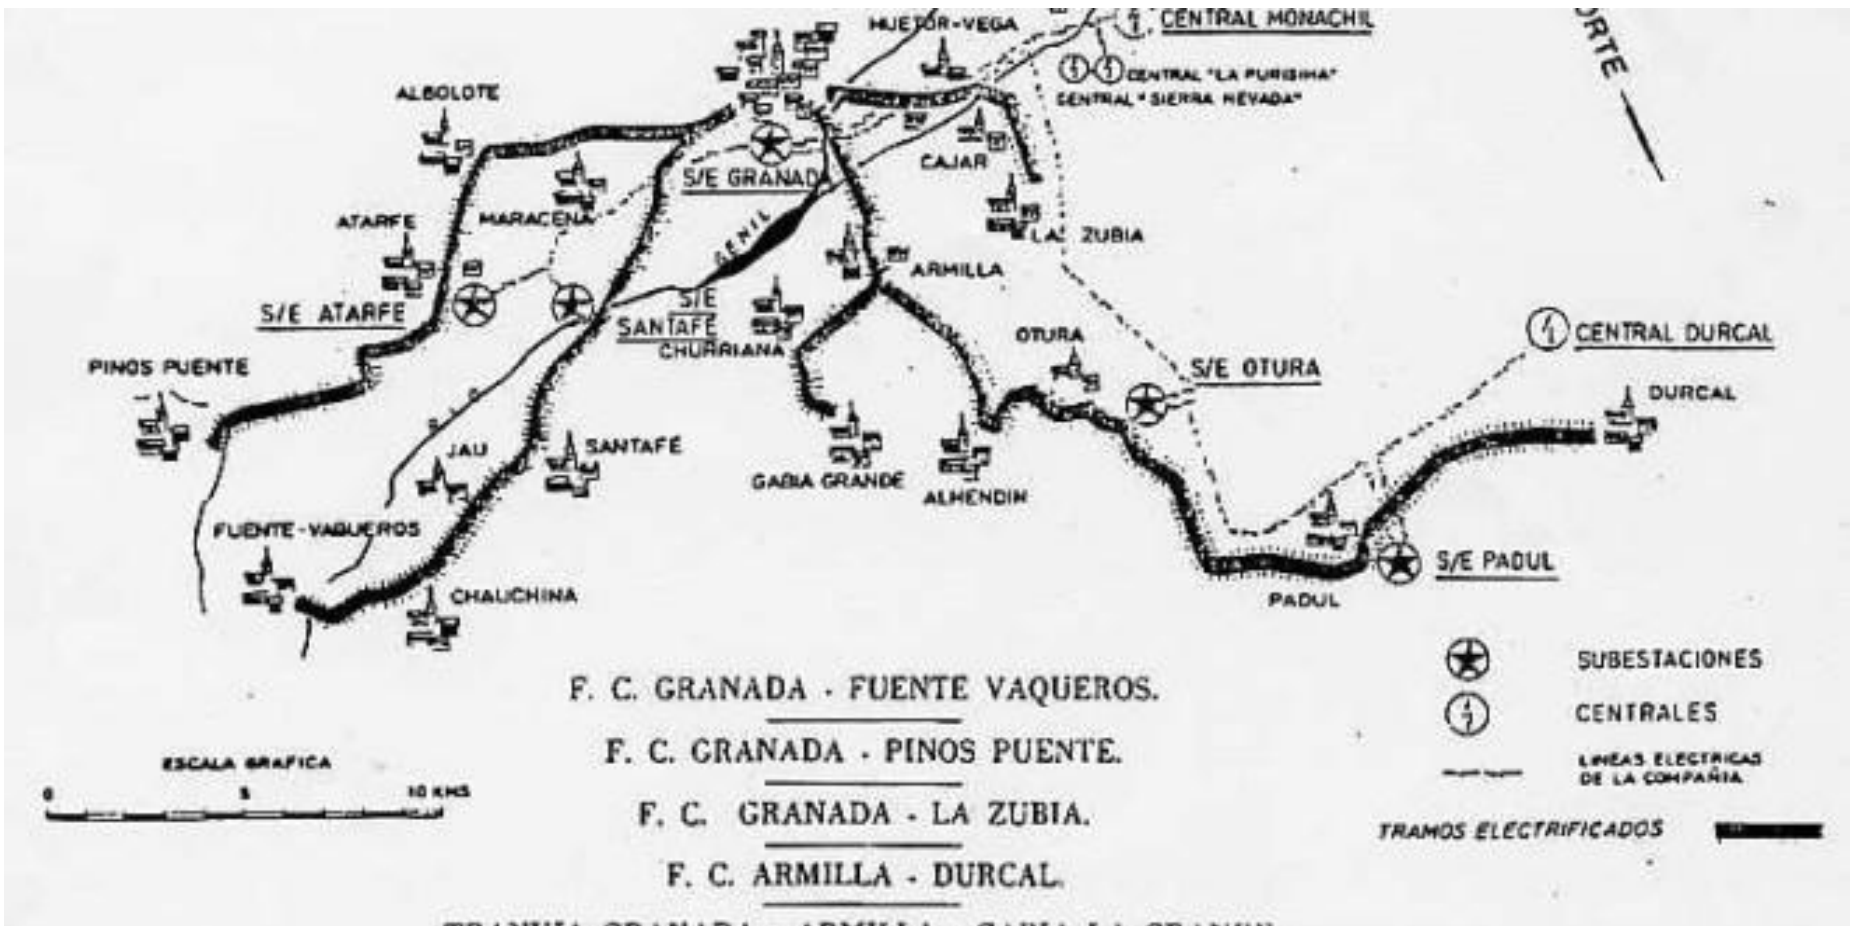 HUETOR-VEGA
CENTRAL MONACHIL
CENTRAL "LA PURISIMA"
CENTRAL "SIERRA NEVADA"
ALBOLOTE
CAJAR
S/E GRANADA
MARACENA
ATARFE
GENIL
LA ZUBIA
ARMILLA
S/E ATARFE
S/E
SANTAFE
CHURRIANA
OTURA
S/E OTURA
CENTRAL DURCAL
PINOS PUENTE
DURCAL
RIO
JAU
SANTAFÉ
GABIA GRANDE
ALHENDIN
FUENTE-VAQUEROS
CHAUCHINA
S/E PADUL
PADUL
F. C. GRANADA - FUENTE VAQUEROS.
F. C. GRANADA - PINOS PUENTE.
F. C. GRANADA - LA ZUBIA.
F. C. ARMILLA - DURCAL.
ESCALA GRAFICA
0 5 10 KMS
SUBESTACIONES
CENTRALES
LINEAS ELECTRICAS
DE LA COMPAÑIA
TRAMOS ELECTRIFICADOS